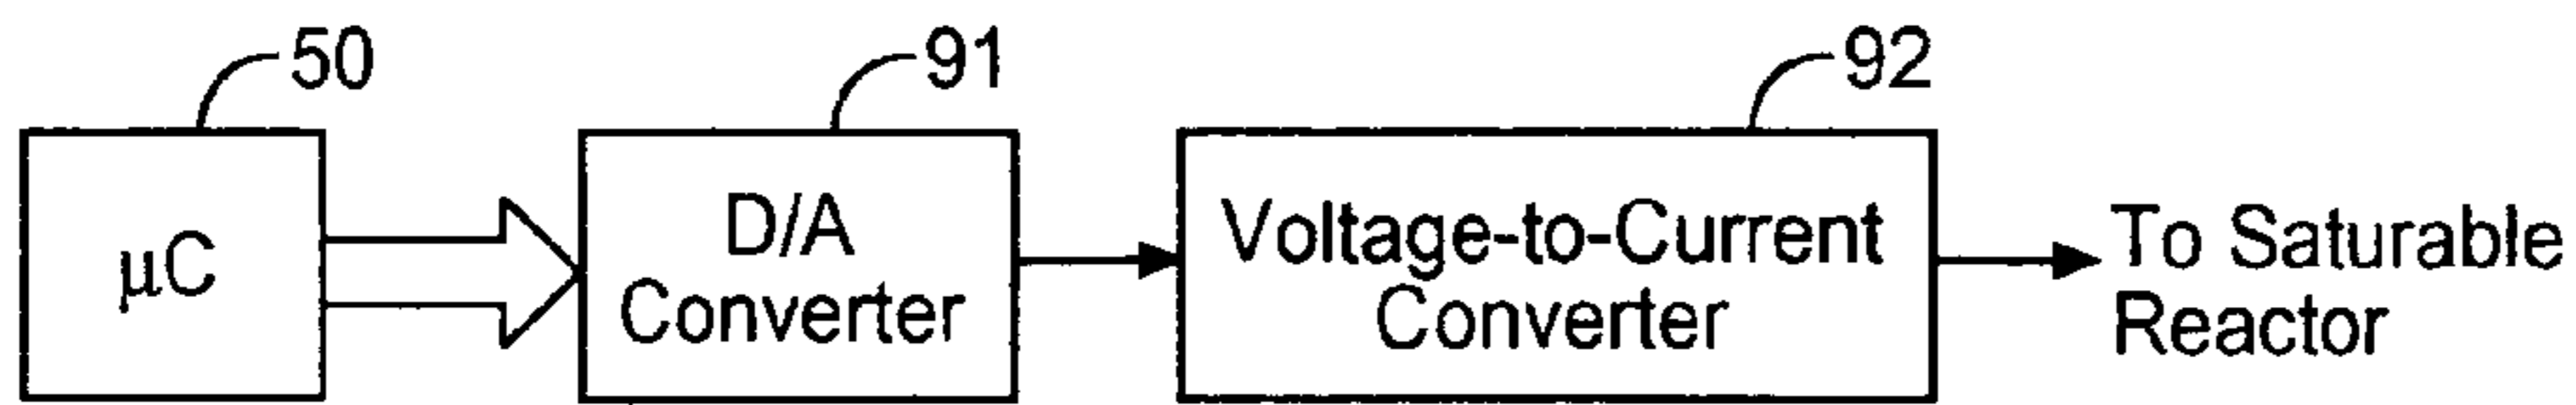 50
91
92
µC
D/A
Converter
Voltage-to-Current
Converter
To Saturable
Reactor